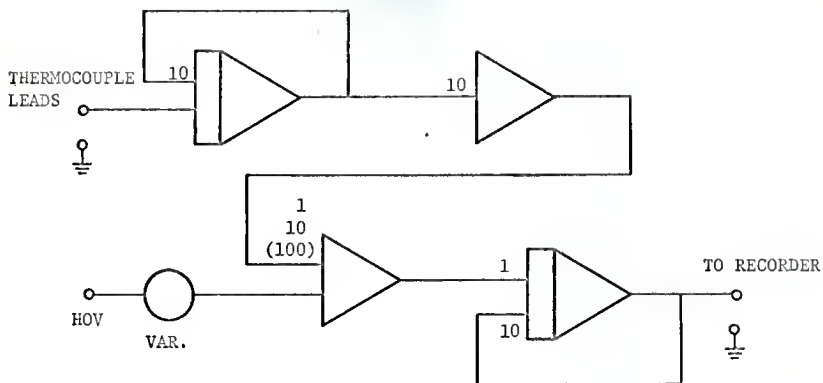 THERMOCOUPLE
LEADS
10
10
1
10
(100)
HOV
VAR.
1
10
TO RECORDER